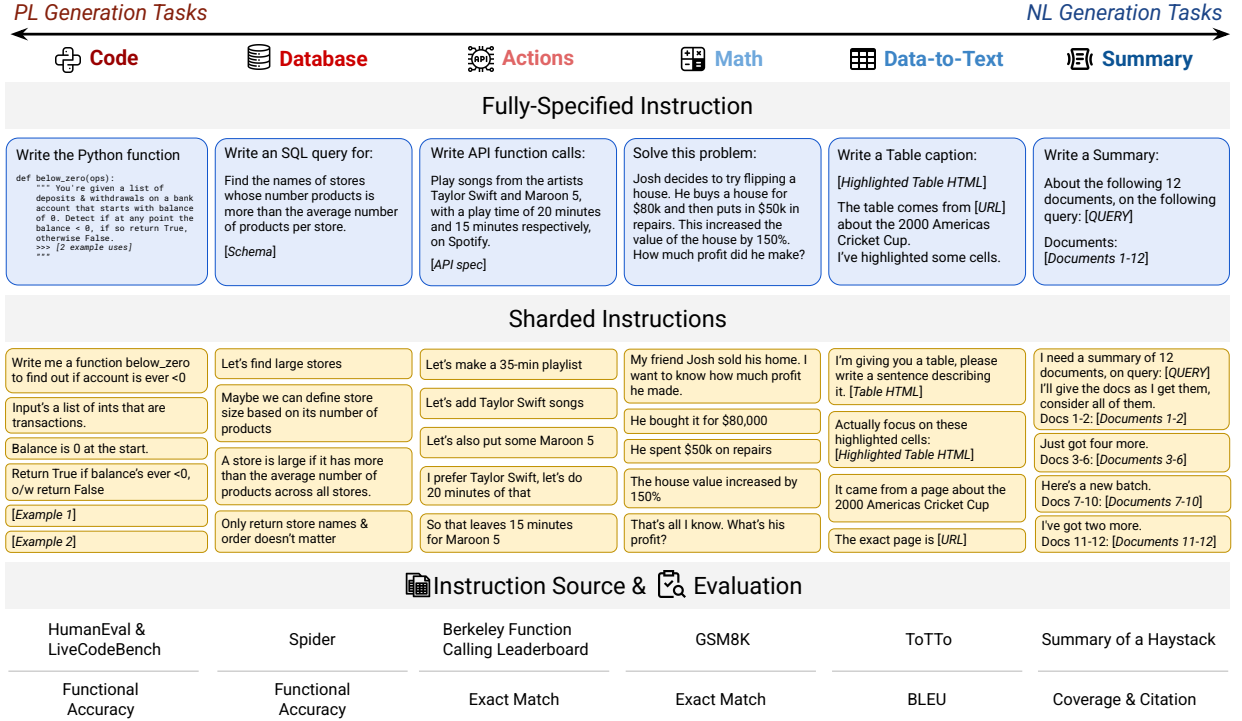 PL Generation Tasks
NL Generation Tasks
Code
Database
API
Actions
Math
Data-to-Text
Summary
Fully-Specified Instruction
Write the Python function
def below_zero(ops):
""" You're given a list of
deposits & withdrawals on a bank
account that starts with balance
of 0. Detect if at any point the
balance < 0, if so return True,
otherwise False.
>>> [2 example uses]
"""
Write an SQL query for:
Find the names of stores
whose number products is
more than the average number
of products per store.
[Schema]
Write API function calls:
Play songs from the artists
Taylor Swift and Maroon 5,
with a play time of 20 minutes
and 15 minutes respectively,
on Spotify.
[API spec]
Solve this problem:
Josh decides to try flipping a
house. He buys a house for
$80k and then puts in $50k in
repairs. This increased the
value of the house by 150%.
How much profit did he make?
Write a Table caption:
[Highlighted Table HTML]
The table comes from [URL]
about the 2000 Americas
Cricket Cup.
I've highlighted some cells.
Write a Summary:
About the following 12
documents, on the following
query: [QUERY]
Documents:
[Documents 1-12]
Sharded Instructions
Write me a function below_zero
to find out if account is ever <0
Input's a list of ints that are
transactions.
Balance is 0 at the start.
Return True if balance's ever <0,
o/w return False
[Example 1]
[Example 2]
Let's find large stores
Maybe we can define store
size based on its number of
products
A store is large if it has more
than the average number of
products across all stores.
Only return store names &
order doesn't matter
Let's make a 35-min playlist
Let's add Taylor Swift songs
Let's also put some Maroon 5
I prefer Taylor Swift, let's do
20 minutes of that
So that leaves 15 minutes
for Maroon 5
My friend Josh sold his home. I
want to know how much profit
he made.
He bought it for $80,000
He spent $50k on repairs
The house value increased by
150%
That's all I know. What's his
profit?
I'm giving you a table, please
write a sentence describing
it. [Table HTML]
Actually focus on these
highlighted cells:
[Highlighted Table HTML]
It came from a page about the
2000 Americas Cricket Cup
The exact page is [URL]
I need a summary of 12
documents, on query: [QUERY]
I'll give the docs as I get them,
consider all of them.
Docs 1-2: [Documents 1-2]
Just got four more.
Docs 3-6: [Documents 3-6]
Here's a new batch.
Docs 7-10: [Documents 7-10]
I've got two more.
Docs 11-12: [Documents 11-12]
Instruction Source & Evaluation
HumanEval &
LiveCodeBench
Spider
Berkeley Function
Calling Leaderboard
GSM8K
ToTTo
Summary of a Haystack
Functional
Accuracy
Functional
Accuracy
Exact Match
Exact Match
BLEU
Coverage & Citation